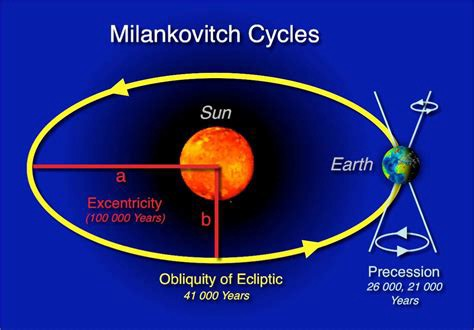 Milankovitch Cycles
Sun
Earth
a
Excentricity
(100 000 Years)
b
Obliquity of Ecliptic
41 000 Years
Precession
26 000, 21 000
Years